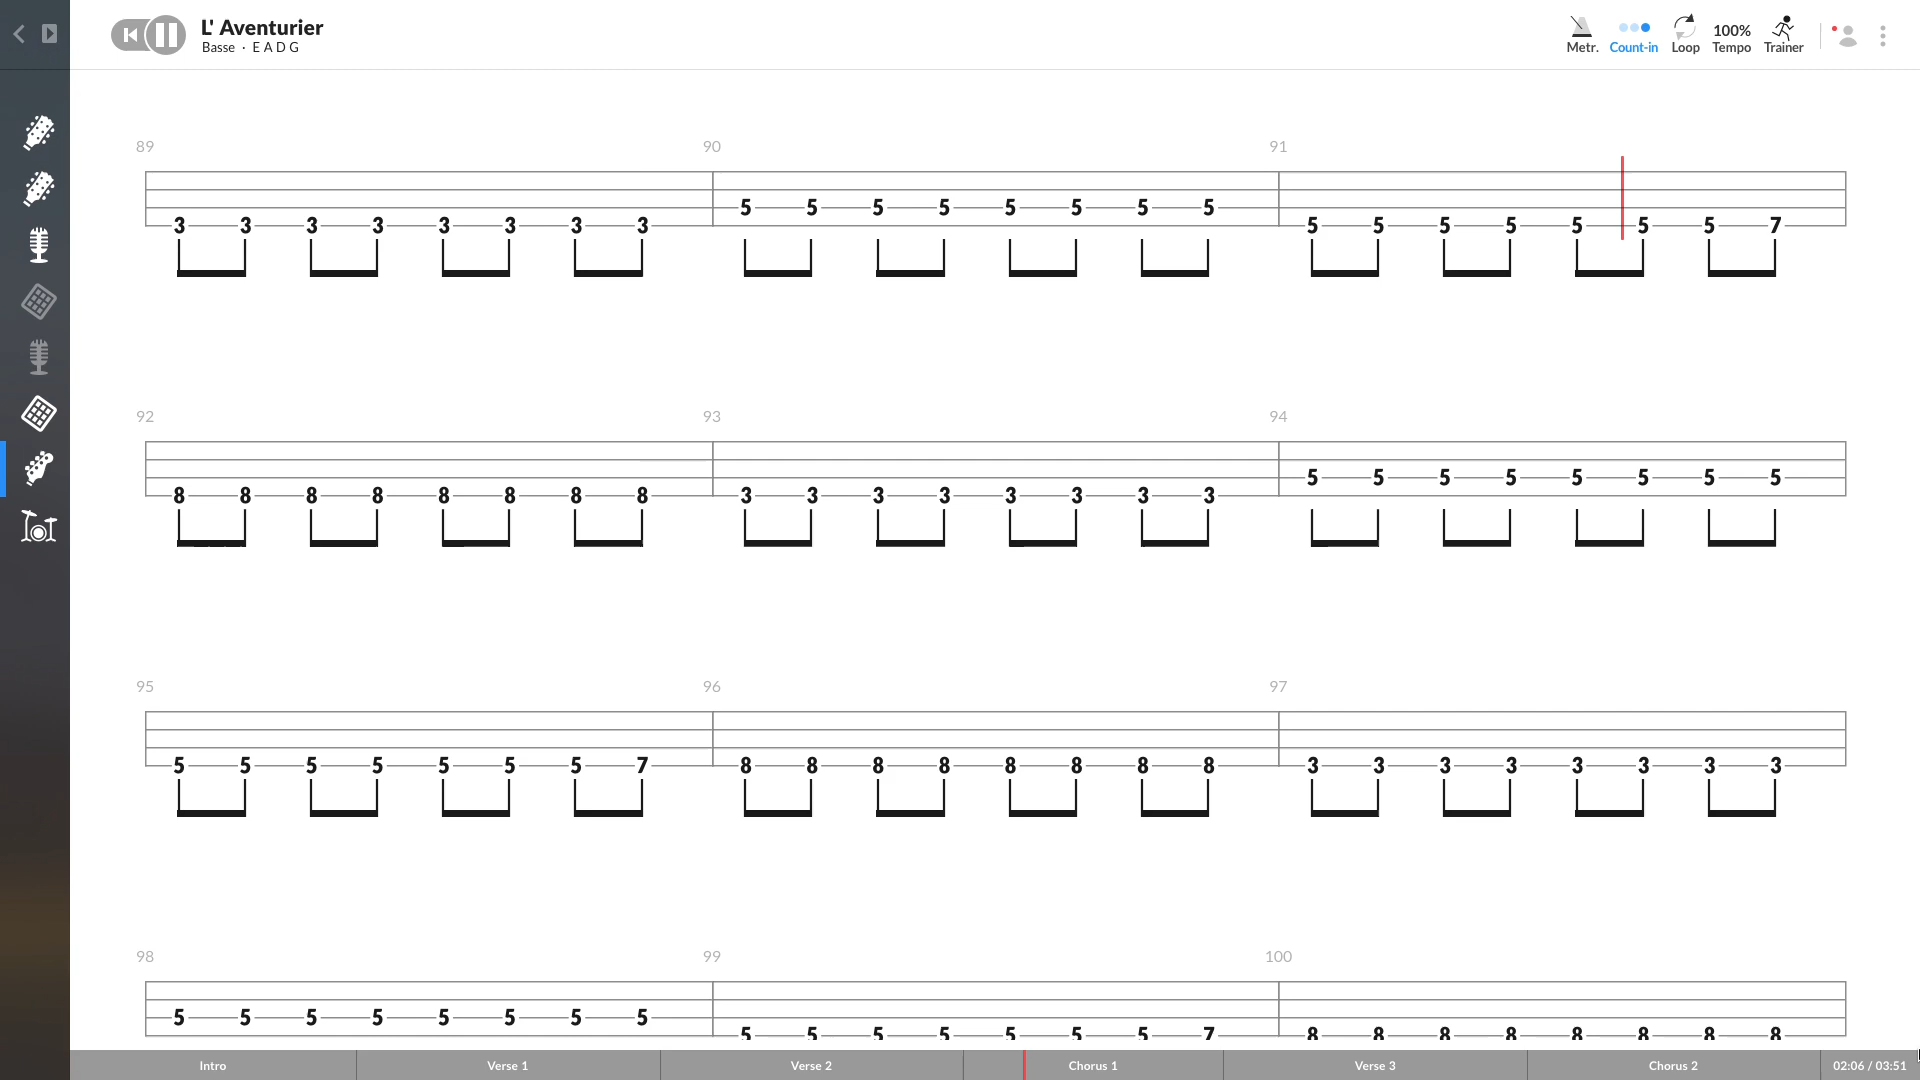 L' Aventurier
Basse · E A D G
Metr.
Count-in
Loop
100%
Tempo
Trainer
89 90 91
5 5 5 5 5 5 5 5
3 3 3 3 3 3 3 3 5 5 5 5 5 5 5 7
92 93 94
5 5 5 5 5 5 5 5
8 8 8 8 8 8 8 8 3 3 3 3 3 3 3 3
95 96 97
5 5 5 5 5 5 5 7 8 8 8 8 8 8 8 8 3 3 3 3 3 3 3 3
98 99 100
5 5 5 5 5 5 5 5
5 5 5 5 5 5 5 7 8 8 8 8 8 8 8 8
Intro Verse 1 Verse 2 Chorus 1 Verse 3 Chorus 2 02:06 / 03:51